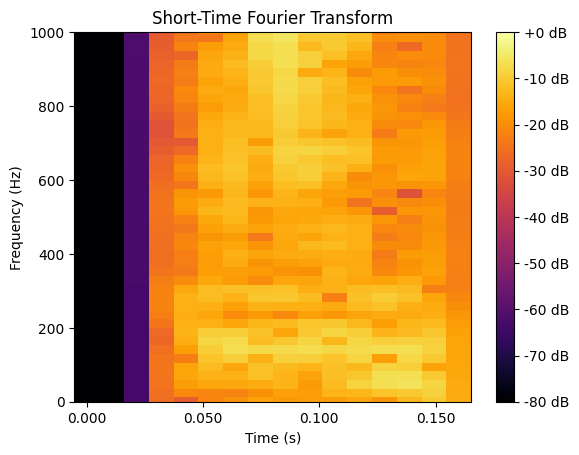 Short-Time Fourier Transform
1000
800
600
400
200
0
Frequency (Hz)
0.000
0.050
0.100
0.150
Time (s)
+0 dB
-10 dB
-20 dB
-30 dB
-40 dB
-50 dB
-60 dB
-70 dB
-80 dB